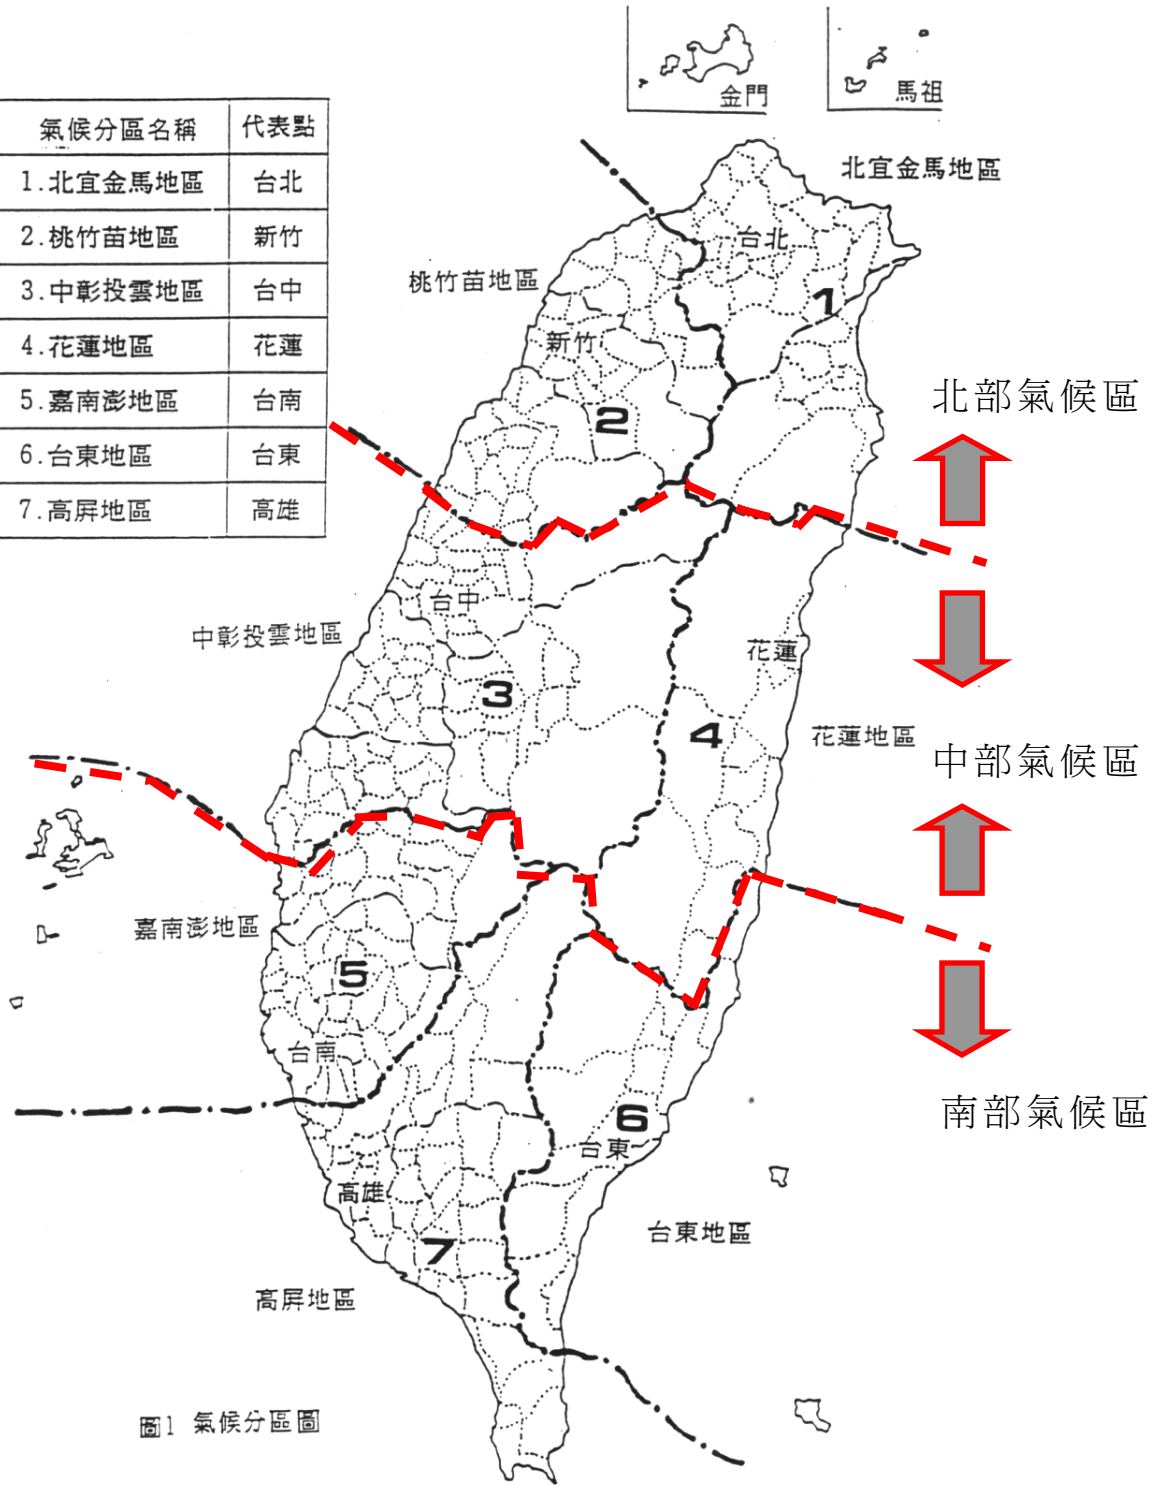 金門
馬祖
氣候分區名稱 代表點
1.北宜金馬地區 台北
2.桃竹苗地區 新竹
3.中彰投雲地區 台中
4.花蓮地區 花蓮
5.嘉南澎地區 台南
6.台東地區 台東
7.高屏地區 高雄
北宜金馬地區
台北
1
桃竹苗地區
新竹
2
北部氣候區
台中
中彰投雲地區
3
花蓮
4
花蓮地區
中部氣候區
嘉南澎地區
5
台南
南部氣候區
6
台東
高雄
台東地區
7
高屏地區
圖1 氣候分區圖